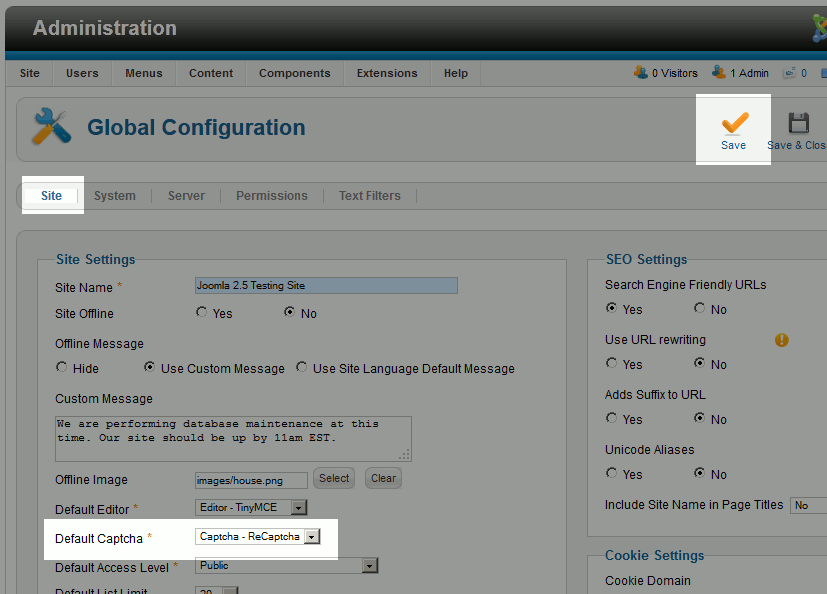 Administration
Site Users Menus Content Components Extensions Help 0 Visitors 1 Admin 0
Global Configuration
Save Save & Clos
Site System Server Permissions Text Filters
Site Settings
Site Name * Joomla 2.5 Testing Site
Site Offline Yes No
Offline Message
Hide Use Custom Message Use Site Language Default Message
Custom Message
We are performing database maintenance at this
time. Our site should be up by 11am EST.
Offline Image images/house.png Select Clear
Default Editor * Editor - TinyMCE
Default Captcha * Captcha - ReCaptcha
Default Access Level * Public
Default List Limit 20
SEO Settings
Search Engine Friendly URLs
Yes No
Use URL rewriting
Yes No
Adds Suffix to URL
Yes No
Unicode Aliases
Yes No
Include Site Name in Page Titles No
Cookie Settings
Cookie Domain